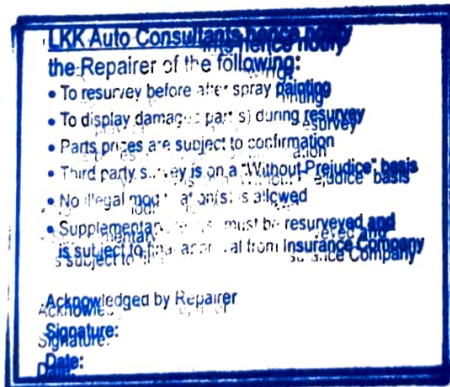 LKK Auto Consultants hence notify
the Repairer of the following:
• To resurvey before after spray painting
• To display damaged part(s) during resurvey
• Parts prices are subject to confirmation
• Third party survey is on a "Without Prejudice" basis
• No illegal modification(s) is allowed
• Supplementary must be resurveyed and
is subject to final approval from Insurance Company
Acknowledged by Repairer
Signature:
Date: